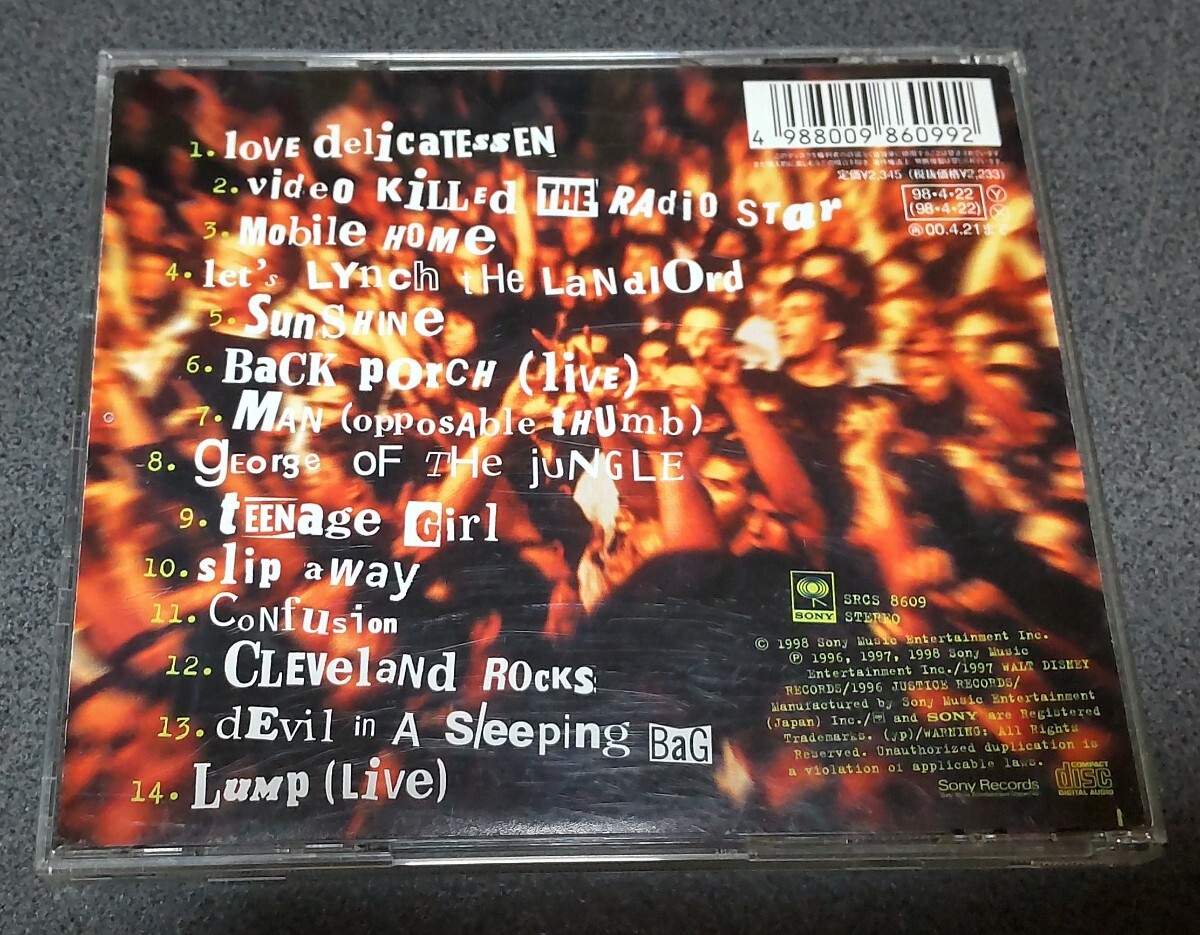 1. lOVE delicaTEssEN
2. videO KiLLEd THE RAdiO STar
3. MobilE HOMe
4. let's LYnch tHe LaNdlOrd
5. SunSHINe
6. BaCK pOrCH (livE)
7. MAN (opposAble tHUmb)
8. gEorge oF THe juNGLE
9. tEENage Girl
10. slip away
11. CoNfusion
12. CLEVelaNd ROcKS
13. dEvil in A Sleeping BaG
14. LuMp (Live)
4 988009 860992
定価¥2,345 (税抜価格¥2,233)
98・4・22 Y
(98・4・22)
00.4.21まで
SONY
SRCS 8609
STEREO
© 1998 Sony Music Entertainment Inc.
℗ 1996, 1997, 1998 Sony Music
Entertainment Inc./1997 WALT DISNEY
RECORDS/1996 JUSTICE RECORDS/
Manufactured by Sony Music Entertainment
(Japan) Inc./ and SONY are Registered
Trademarks. (yp)/WARNING: All Rights
Reserved. Unauthorized duplication is
a violation of applicable laws.
Sony Records
COMPACT
disc
DIGITAL AUDIO